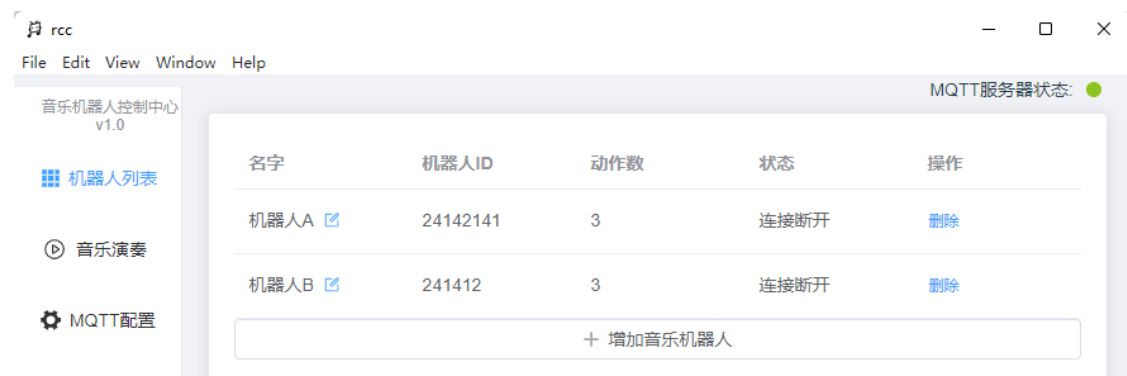 rcc
File Edit View Window Help
MQTT服务器状态:
音乐机器人控制中心
v1.0
机器人列表
音乐演奏
MQTT配置
名字 机器人ID 动作数 状态 操作
机器人A 24142141 3 连接断开 删除
机器人B 241412 3 连接断开 删除
+ 增加音乐机器人